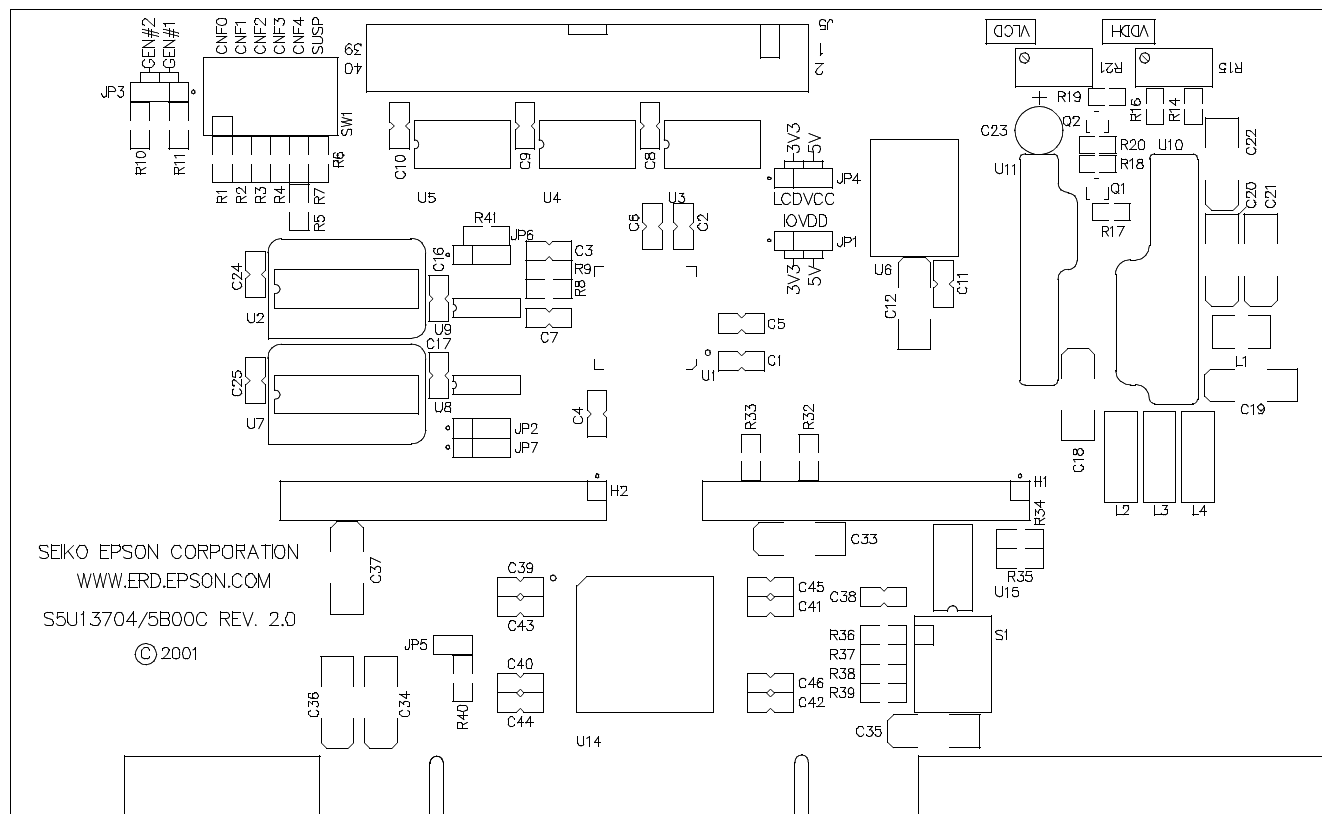 GEN#2
GEN#1
CNF0
CNF1
CNF2
CNF3
CNF4
SUSP
39
40
J5
1
2
VLCD
VDDH
JP3
SW1
R21
R15
R19
R16
R14
R10
R11
R6
C10
C9
C8
3V3
5V
C23
Q2
R20
R18
U10
C22
R1
R2
R3
R4
R7
R5
U5
U4
U3
JP4
LCDVCC
IOVDD
JP1
3V3
5V
U11
Q1
R17
C20
C21
R41
JP6
C16
C6
C2
C3
R9
R8
C24
U6
C11
C12
U2
U9
C7
C5
C17
C1
U1
L1
C25
U8
U7
C4
C19
JP2
JP7
R33
R32
C18
H2
H1
L2
L3
L4
R34
SEIKO EPSON CORPORATION
C37
C33
R35
WWW.ERD.EPSON.COM
C39
C45
C38
U15
C41
S5U13704/5B00C REV. 2.0
C43
R36
S1
JP5
© 2001
R37
C40
C46
R38
R39
C36
C34
R40
C44
C42
C35
U14